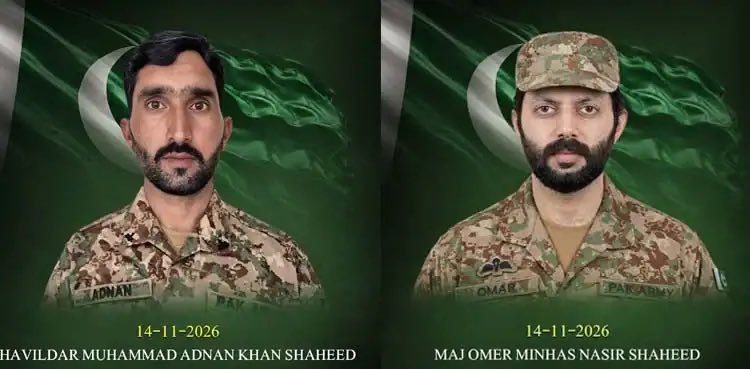 ADNAN
14-11-2026
HAVILDAR MUHAMMAD ADNAN KHAN SHAHEED
OMAR
PAK ARMY
14-11-2026
MAJ OMER MINHAS NASIR SHAHEED